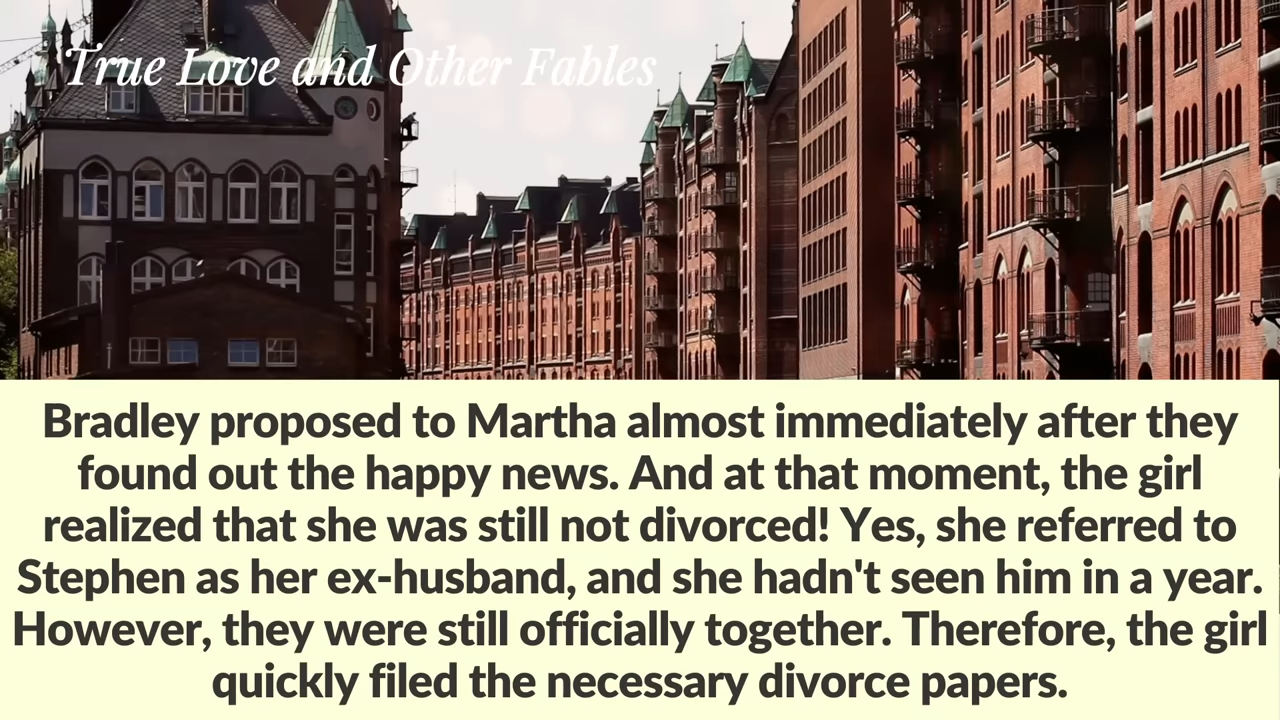 True Love and Other Fables
Bradley proposed to Martha almost immediately after they
found out the happy news. And at that moment, the girl
realized that she was still not divorced! Yes, she referred to
Stephen as her ex-husband, and she hadn't seen him in a year.
However, they were still officially together. Therefore, the girl
quickly filed the necessary divorce papers.